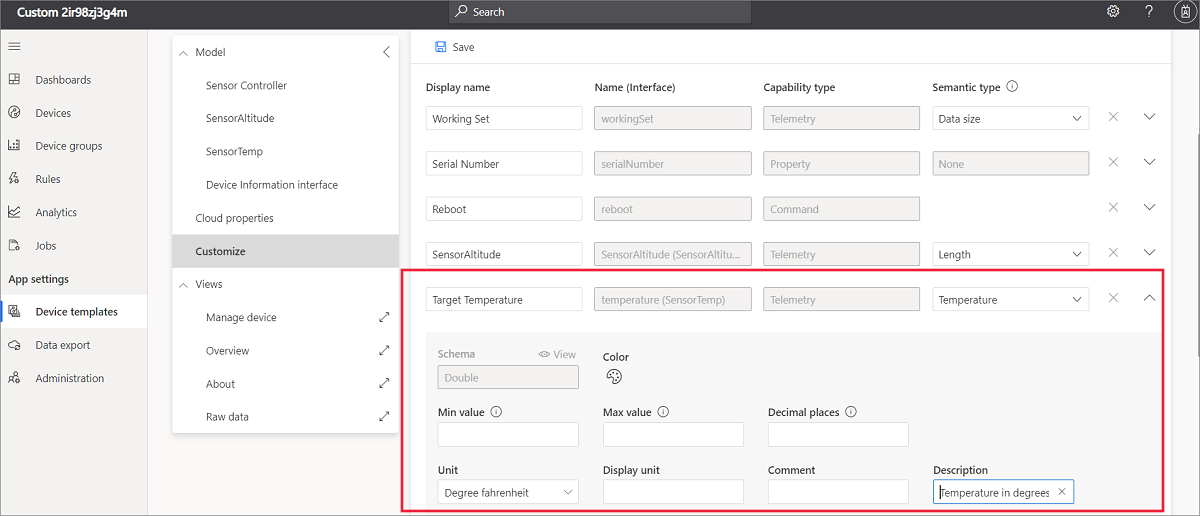 Custom 2ir98zj3g4m
Search
?
Dashboards
Devices
Device groups
Rules
Analytics
Jobs
App settings
Device templates
Data export
Administration
Model
Sensor Controller
SensorAltitude
SensorTemp
Device Information interface
Cloud properties
Customize
Views
Manage device
Overview
About
Raw data
Save
Display name Name (Interface) Capability type Semantic type
Working Set workingSet Telemetry Data size
Serial Number serialNumber Property None
Reboot reboot Command
SensorAltitude SensorAltitude (SensorAltitu... Telemetry Length
Target Temperature temperature (SensorTemp) Telemetry Temperature
Schema View Color
Double
Min value Max value Decimal places
Unit Display unit Comment Description
Degree fahrenheit Temperature in degrees